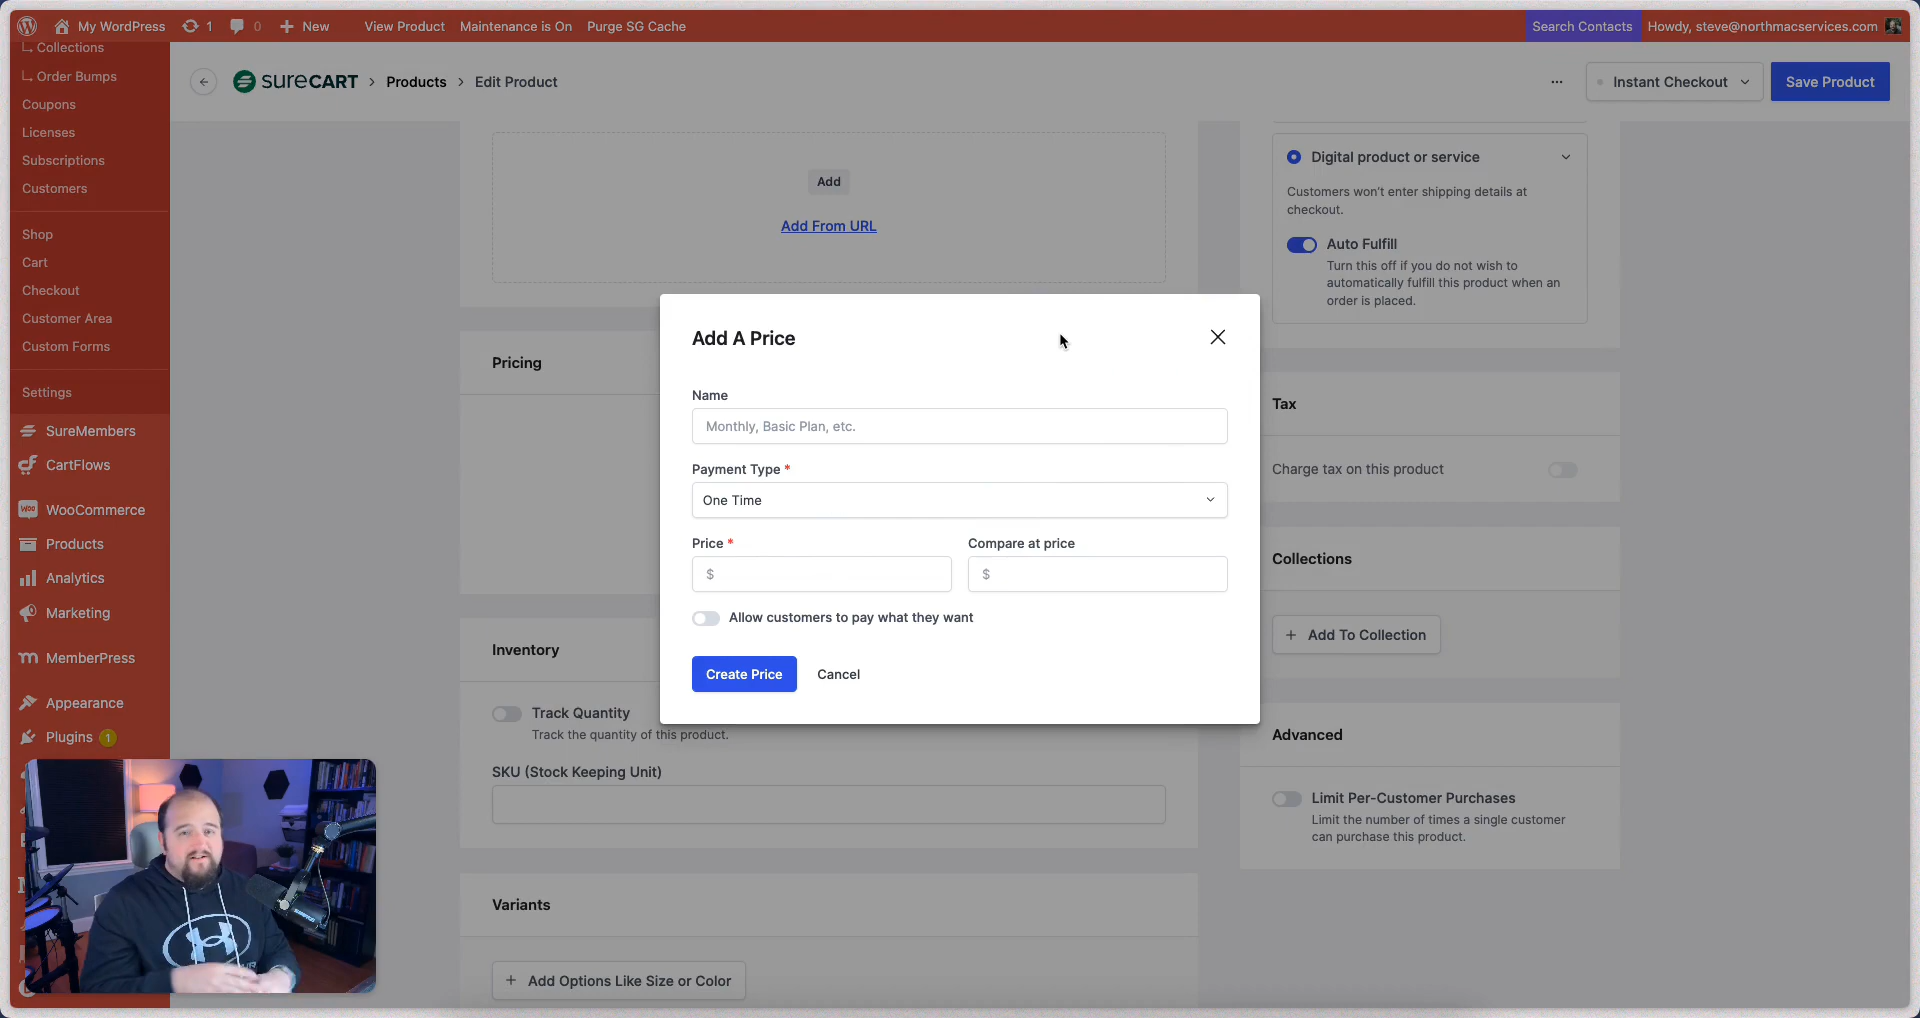 My WordPress
1
0
New
View Product
Maintenance is On
Purge SG Cache
Search Contacts
Howdy, steve@northmacservices.com
Collections
Order Bumps
Coupons
Licenses
Subscriptions
Customers
Shop
Cart
Checkout
Customer Area
Custom Forms
Settings
SureMembers
CartFlows
WooCommerce
Products
Analytics
Marketing
MemberPress
Appearance
Plugins 1
SURECART
Products
Edit Product
Instant Checkout
Save Product
Add
Add From URL
Pricing
Inventory
Track Quantity
Track the quantity of this product.
SKU (Stock Keeping Unit)
Variants
Add Options Like Size or Color
Add A Price
Name
Monthly, Basic Plan, etc.
Payment Type *
One Time
Price *
Compare at price
$
$
Allow customers to pay what they want
Create Price
Cancel
Digital product or service
Customers won't enter shipping details at
checkout.
Auto Fulfill
Turn this off if you do not wish to
automatically fulfill this product when an
order is placed.
Tax
Charge tax on this product
Collections
Add To Collection
Advanced
Limit Per-Customer Purchases
Limit the number of times a single customer
can purchase this product.